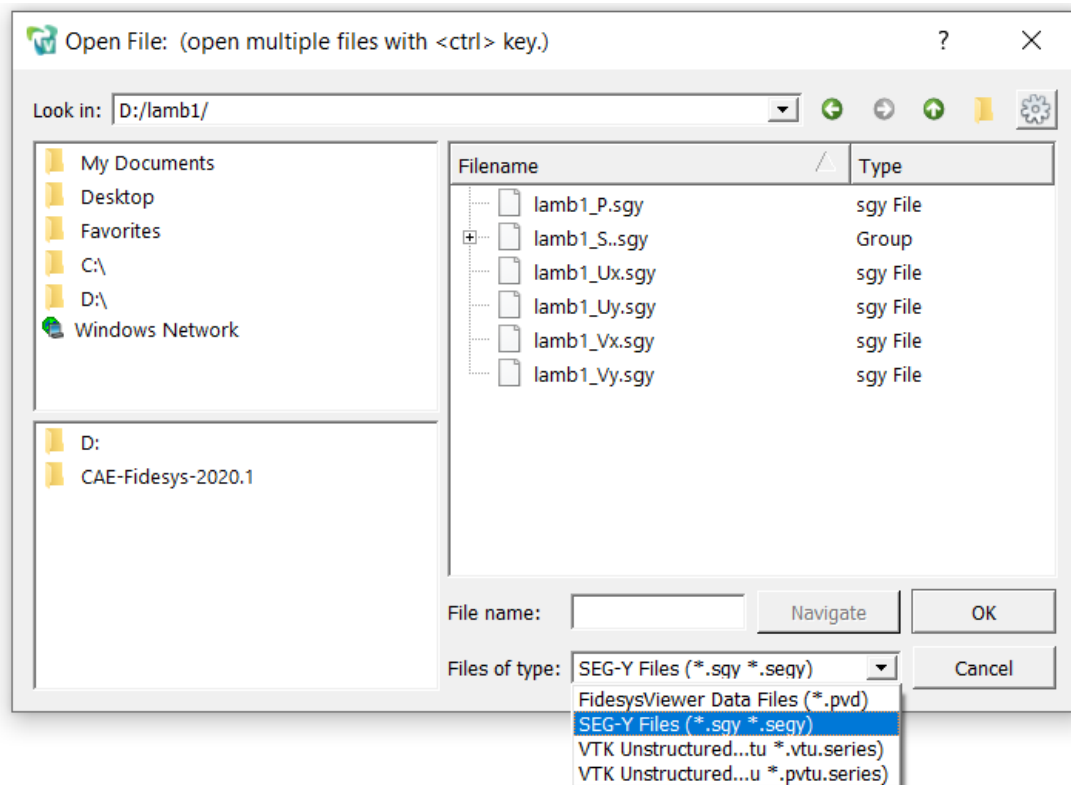 Open File: (open multiple files with <ctrl> key.)
Look in: D:/lamb1/
My Documents
Desktop
Favorites
C:\
D:\
Windows Network
D:
CAE-Fidesys-2020.1
Filename Type
lamb1_P.sgy sgy File
lamb1_S..sgy Group
lamb1_Ux.sgy sgy File
lamb1_Uy.sgy sgy File
lamb1_Vx.sgy sgy File
lamb1_Vy.sgy sgy File
File name: Navigate OK
Files of type: SEG-Y Files (*.sgy *.segy) Cancel
FidesysViewer Data Files (*.pvd)
SEG-Y Files (*.sgy *.segy)
VTK Unstructured...tu *.vtu.series)
VTK Unstructured...u *.pvtu.series)